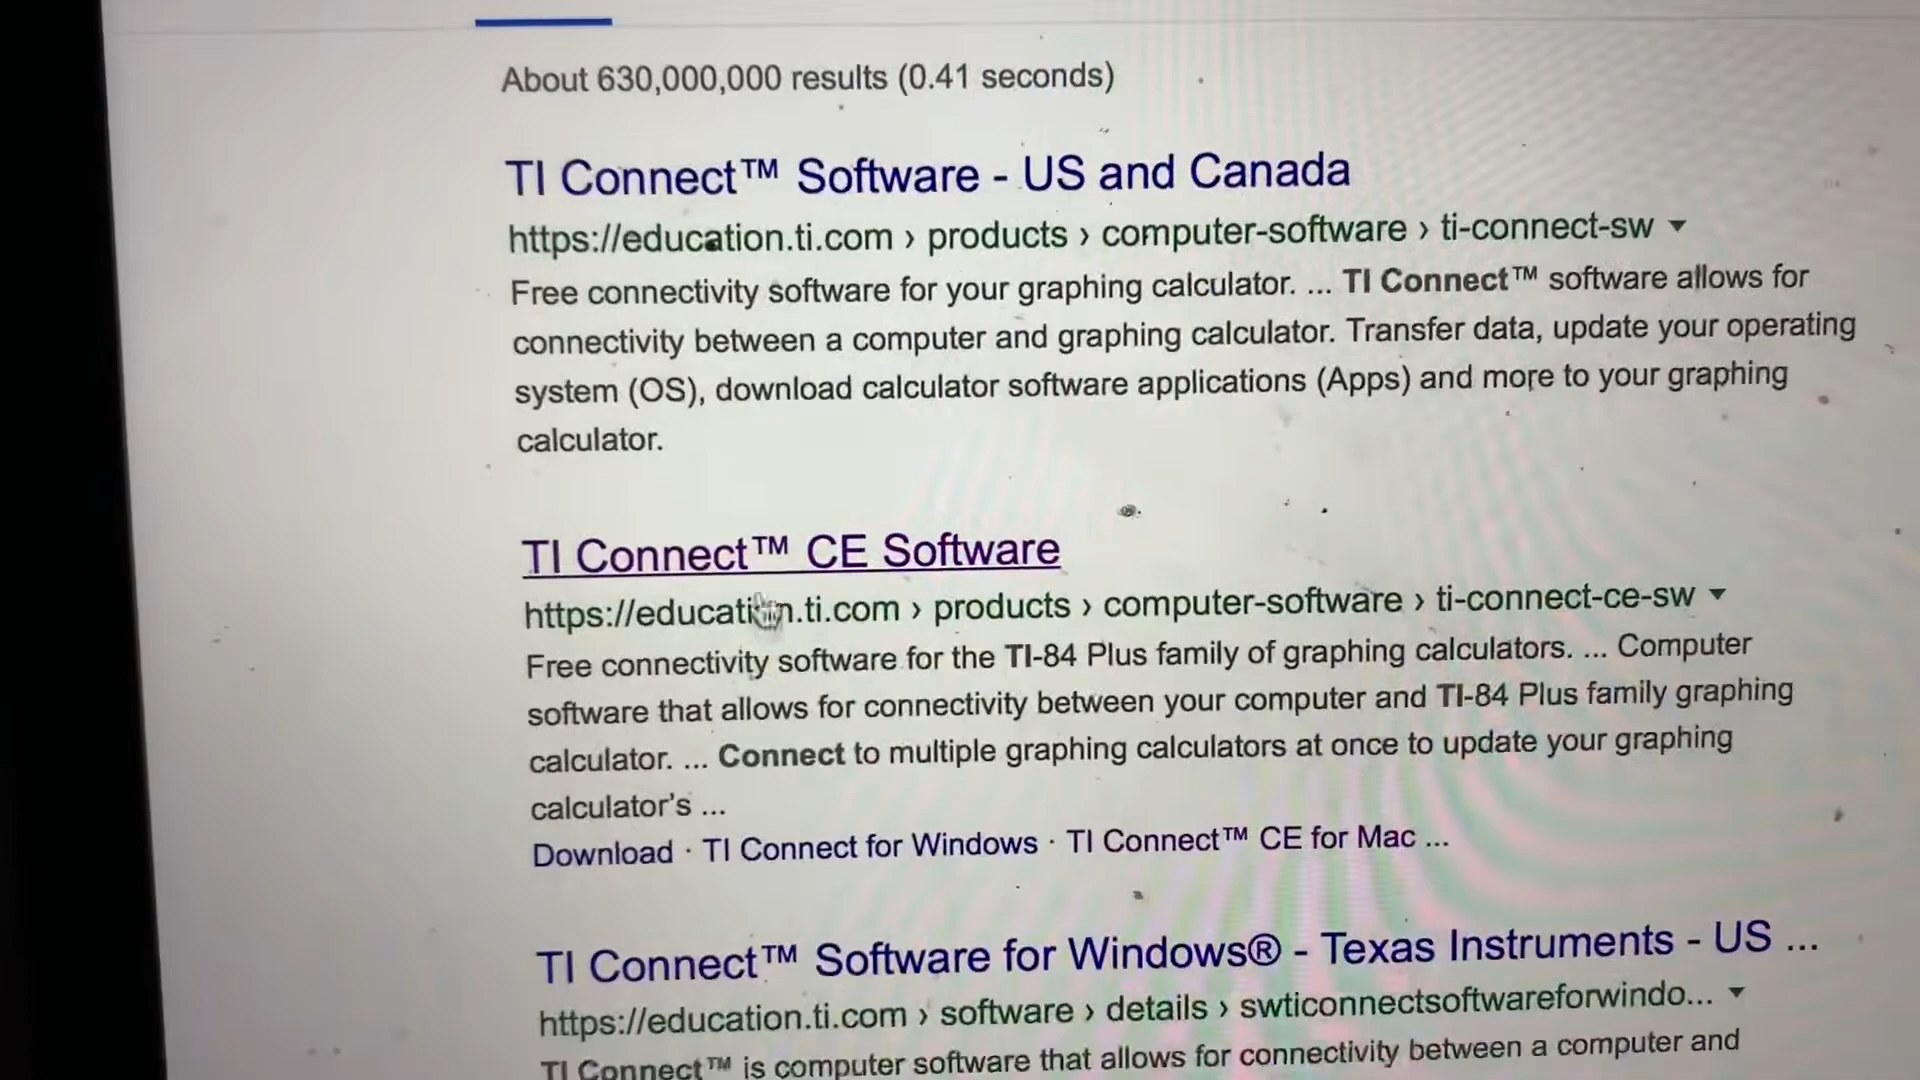 About 630,000,000 results (0.41 seconds)
TI Connect™ Software - US and Canada
https://education.ti.com › products › computer-software › ti-connect-sw
Free connectivity software for your graphing calculator. ... TI Connect™ software allows for
connectivity between a computer and graphing calculator. Transfer data, update your operating
system (OS), download calculator software applications (Apps) and more to your graphing
calculator.
TI Connect™ CE Software
https://education.ti.com › products › computer-software › ti-connect-ce-sw
Free connectivity software for the TI-84 Plus family of graphing calculators. ... Computer
software that allows for connectivity between your computer and TI-84 Plus family graphing
calculator. ... Connect to multiple graphing calculators at once to update your graphing
calculator's ...
Download · TI Connect for Windows · TI Connect™ CE for Mac ...
TI Connect™ Software for Windows® - Texas Instruments - US ...
https://education.ti.com › software › details › swticonnectsoftwareforwindo...
TI Connect™ is computer software that allows for connectivity between a computer and